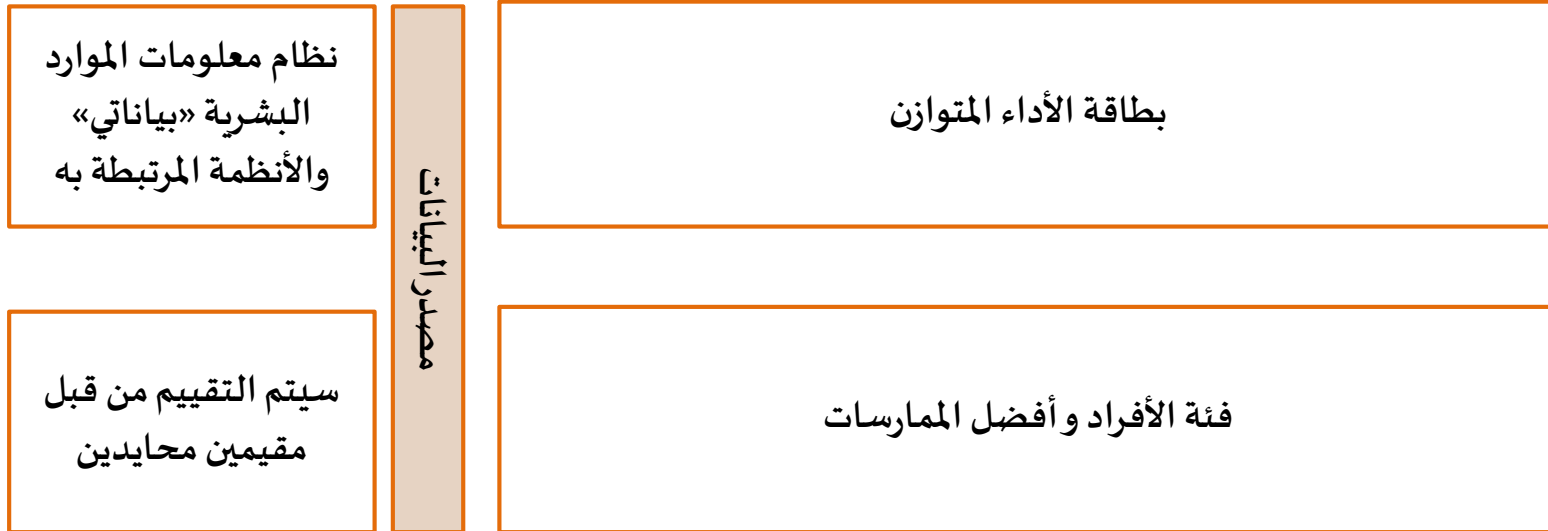 بطاقة الأداء المتوازن
مصدر البيانات
نظام معلومات الموارد
البشرية «بياناتي»
والأنظمة المرتبطة به
فئة الأفراد وأفضل الممارسات
سيتم التقييم من قبل
مقيمين محايدين